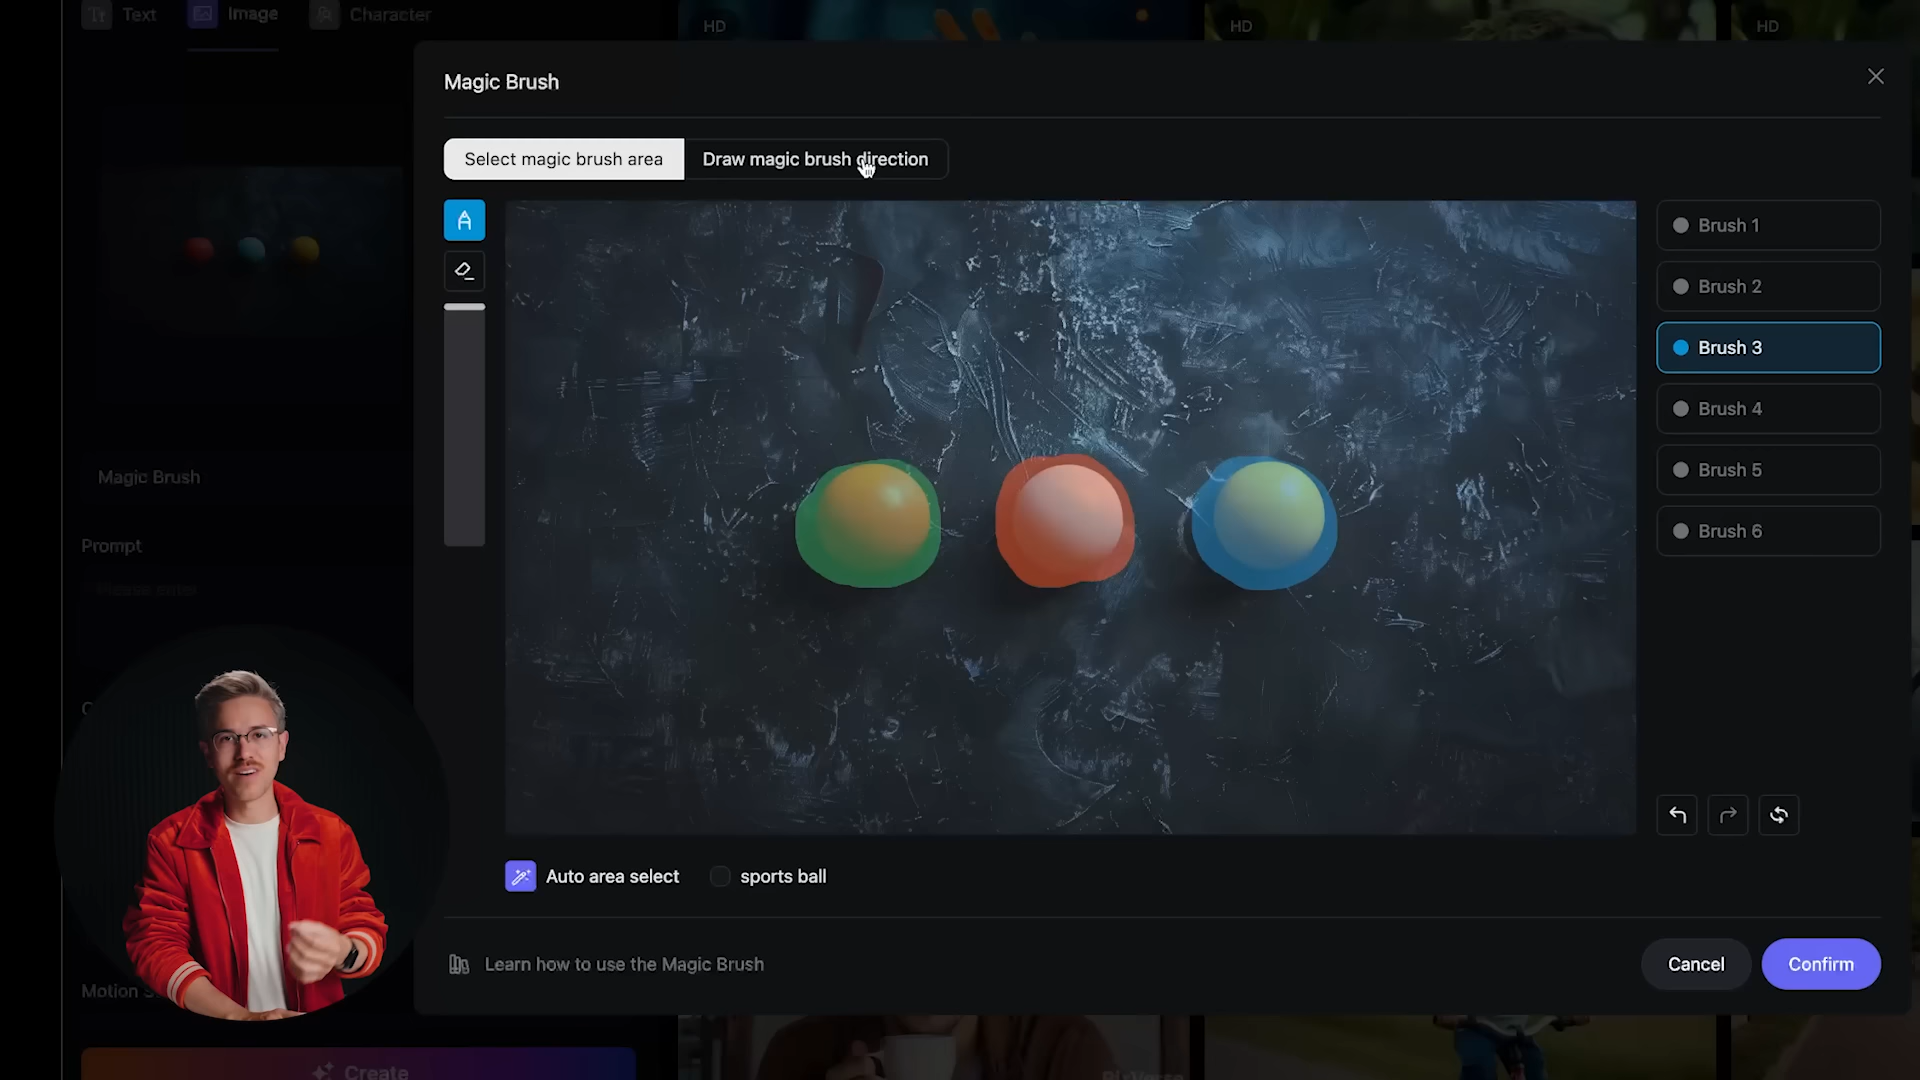 Tr Text
Image
Character
HD
HD
HD
Magic Brush
Select magic brush area
Draw magic brush direction
Brush 1
Brush 2
Brush 3
Brush 4
Brush 5
Brush 6
Magic Brush
Prompt
Auto area select
sports ball
Learn how to use the Magic Brush
Cancel
Confirm
Motion
Create